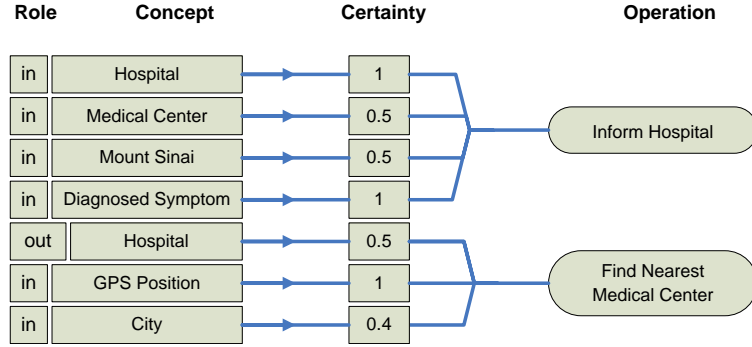 Role Concept Certainty Operation
in Hospital 1
in Medical Center 0.5
Inform Hospital
in Mount Sinai 0.5
in Diagnosed Symptom 1
out Hospital 0.5
in GPS Position 1
Find Nearest
Medical Center
in City 0.4